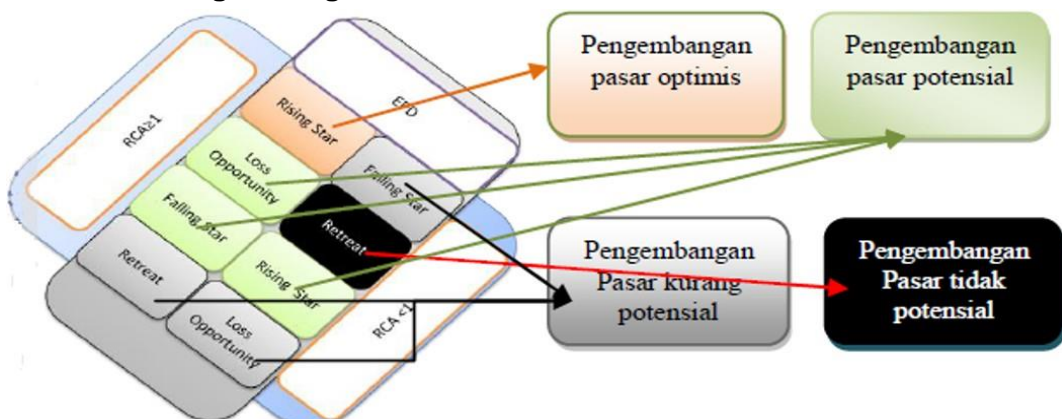 RCA≥1
EPD
Rising Star
Loss
Opportunity
Falling Star
Retreat
Falling Star
Retreat
Rising Star
Loss
Opportunity
RCA <1
Pengembangan
pasar optimis
Pengembangan
pasar potensial
Pengembangan
Pasar kurang
potensial
Pengembangan
Pasar tidak
potensial